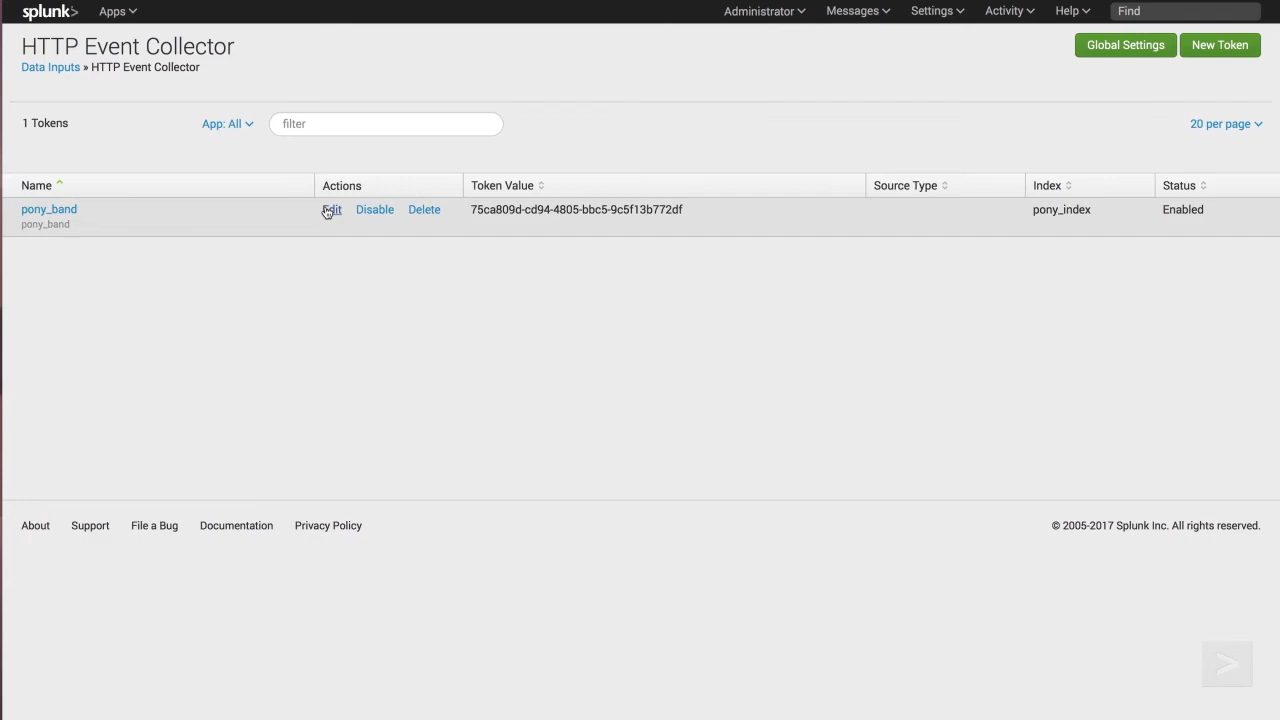 splunk> Apps Administrator Messages Settings Activity Help Find
HTTP Event Collector
Global Settings New Token
Data Inputs » HTTP Event Collector
1 Tokens App: All filter 20 per page
Name Actions Token Value Source Type Index Status
pony_band Edit Disable Delete 75ca809d-cd94-4805-bbc5-9c5f13b772df pony_index Enabled
pony_band
About Support File a Bug Documentation Privacy Policy © 2005-2017 Splunk Inc. All rights reserved.